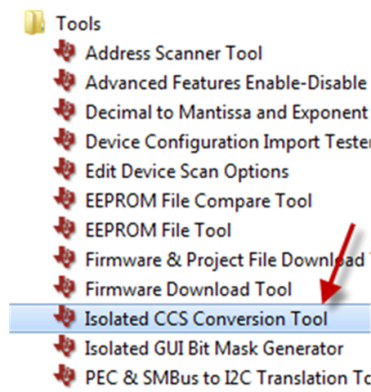 Tools
Address Scanner Tool
Advanced Features Enable-Disable
Decimal to Mantissa and Exponent
Device Configuration Import Tester
Edit Device Scan Options
EEPROM File Compare Tool
EEPROM File Tool
Firmware & Project File Download
Firmware Download Tool
Isolated CCS Conversion Tool
Isolated GUI Bit Mask Generator
PEC & SMBus to I2C Translation